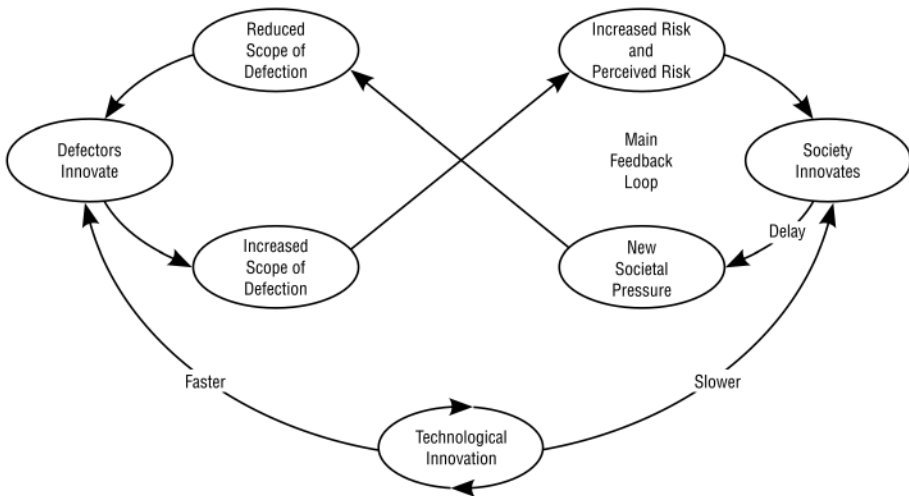 Reduced
Scope of
Defection
Increased Risk
and
Perceived Risk
Defectors
Innovate
Main
Feedback
Loop
Society
Innovates
Increased
Scope of
Defection
New
Societal
Pressure
Delay
Faster
Slower
Technological
Innovation